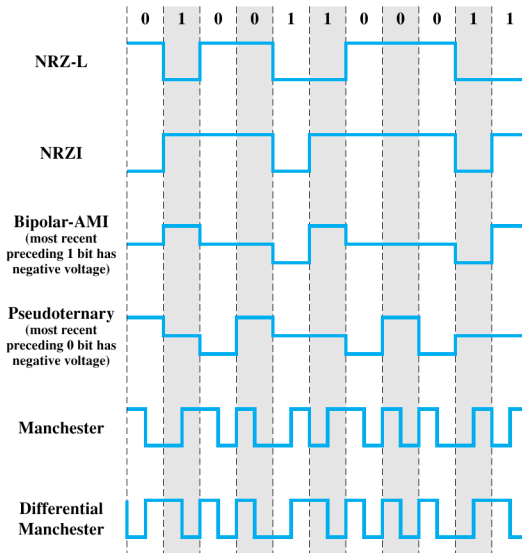 0 1 0 0 1 1 0 0 0 1 1
NRZ-L
NRZI
Bipolar-AMI
(most recent
preceding 1 bit has
negative voltage)
Pseudoternary
(most recent
preceding 0 bit has
negative voltage)
Manchester
Differential
Manchester